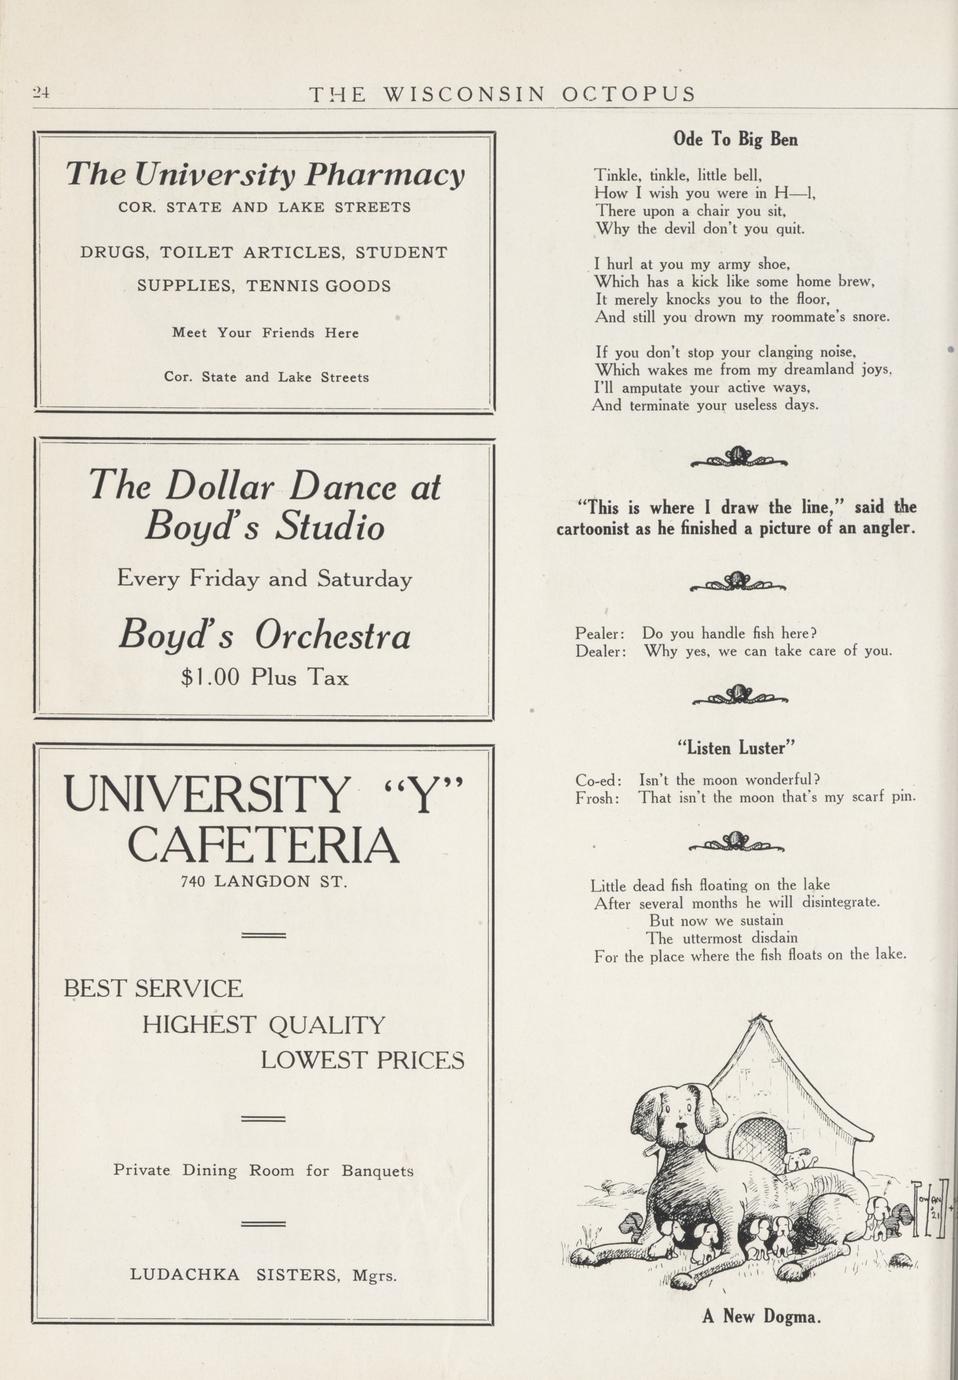 24
THE WISCONSIN OCTOPUS
The University Pharmacy
COR. STATE AND LAKE STREETS
DRUGS, TOILET ARTICLES, STUDENT
SUPPLIES, TENNIS GOODS
Meet Your Friends Here
Cor. State and Lake Streets
The Dollar Dance at
Boyd's Studio
Every Friday and Saturday
Boyd's Orchestra
$1.00 Plus Tax
UNIVERSITY "Y"
CAFETERIA
740 LANGDON ST.
BEST SERVICE
HIGHEST QUALITY
LOWEST PRICES
Private Dining Room for Banquets
LUDACHKA SISTERS, Mgrs.
Ode To Big Ben
Tinkle, tinkle, little bell,
How I wish you were in H—l,
There upon a chair you sit,
Why the devil don't you quit.
I hurl at you my army shoe,
Which has a kick like some home brew,
It merely knocks you to the floor,
And still you drown my roommate's snore.
If you don't stop your clanging noise,
Which wakes me from my dreamland joys,
I'll amputate your active ways,
And terminate your useless days.
"This is where I draw the line," said the
cartoonist as he finished a picture of an angler.
Pealer: Do you handle fish here?
Dealer: Why yes, we can take care of you.
"Listen Luster"
Co-ed: Isn't the moon wonderful?
Frosh: That isn't the moon that's my scarf pin.
Little dead fish floating on the lake
After several months he will disintegrate.
But now we sustain
The uttermost disdain
For the place where the fish floats on the lake.
A New Dogma.